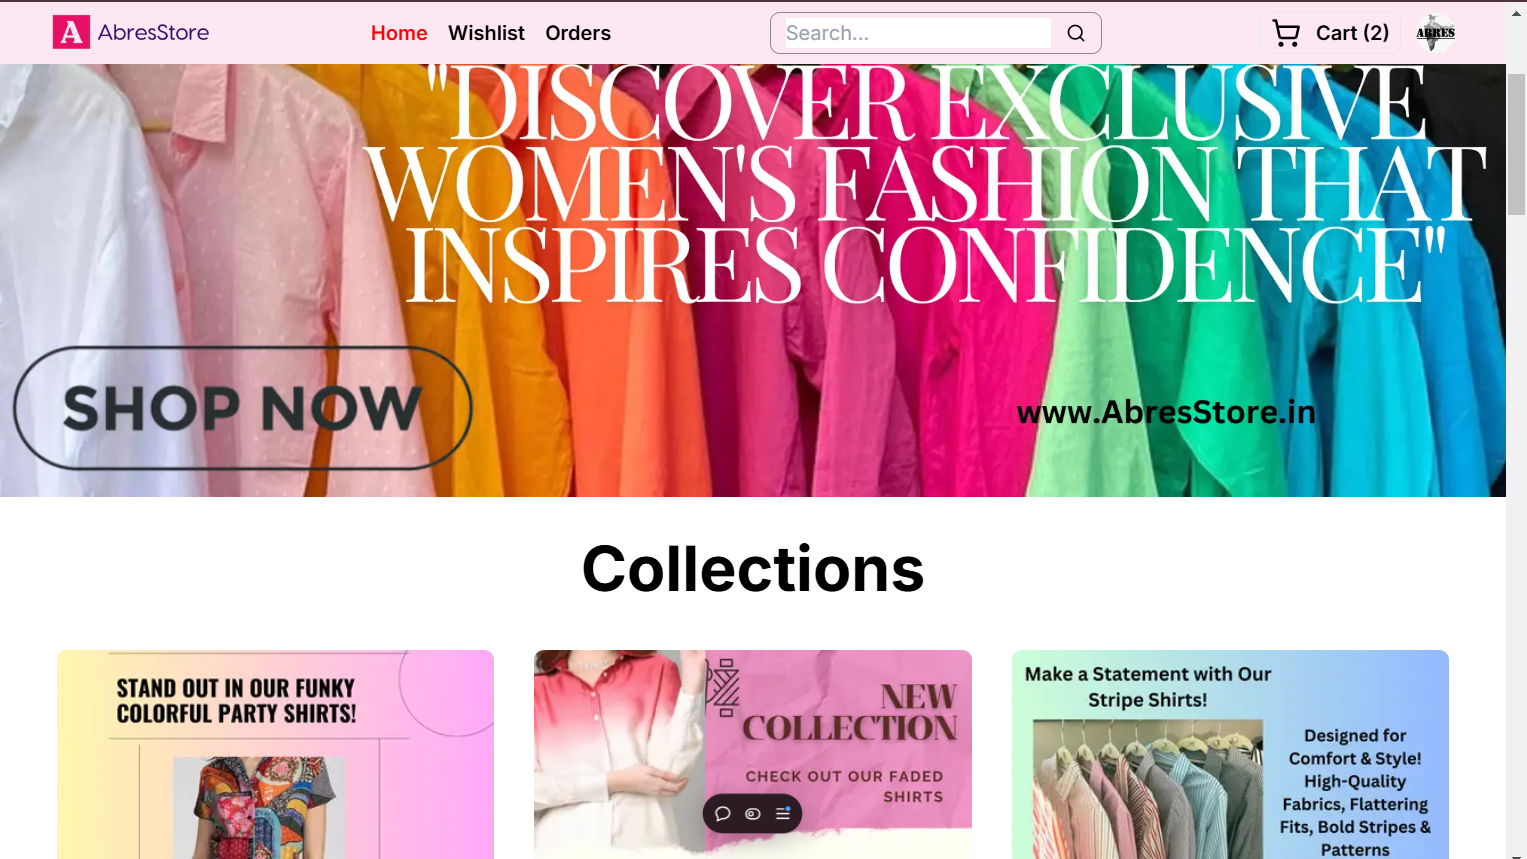 A AbresStore
Home Wishlist Orders
Search...
Cart (2)
ABRES
"DISCOVER EXCLUSIVE
WOMEN'S FASHION THAT
INSPIRES CONFIDENCE"
SHOP NOW
www.AbresStore.in
Collections
STAND OUT IN OUR FUNKY
COLORFUL PARTY SHIRTS!
NEW
COLLECTION
CHECK OUT OUR FADED
SHIRTS
Make a Statement with Our
Stripe Shirts!
Designed for
Comfort & Style!
High-Quality
Fabrics, Flattering
Fits, Bold Stripes &
Patterns